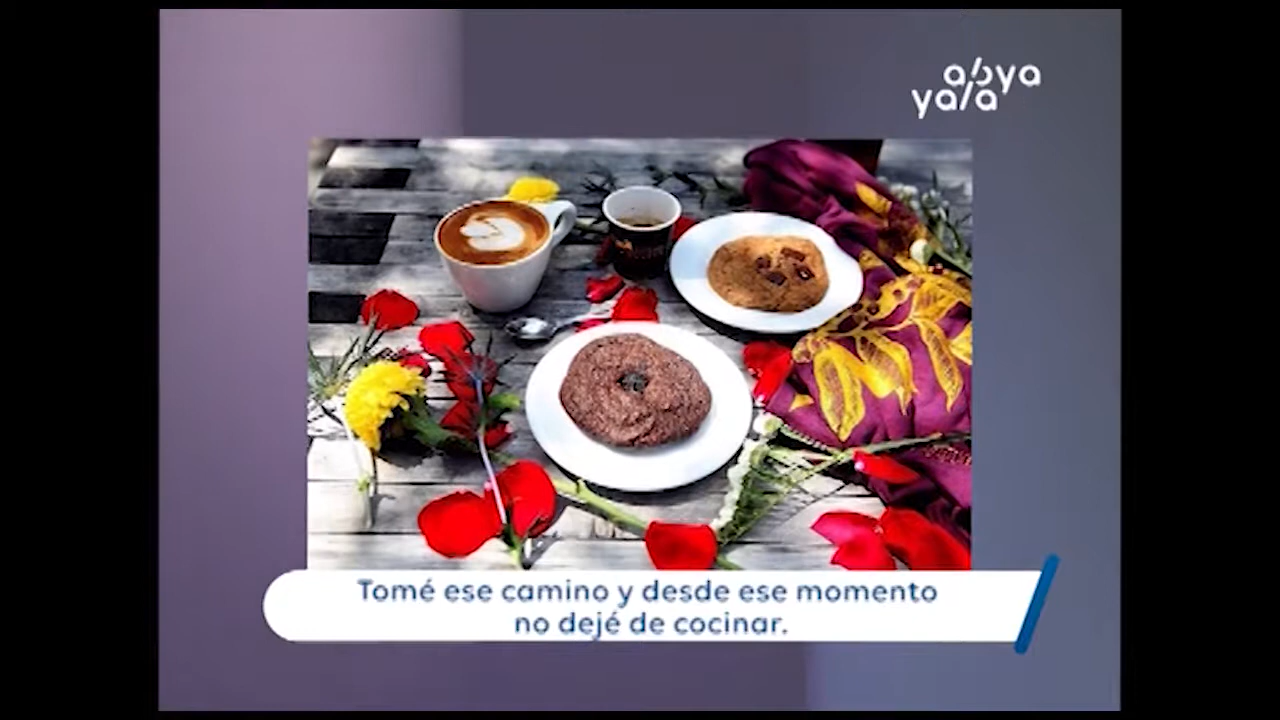 abya
yala
Tomé ese camino y desde ese momento
no dejé de cocinar.